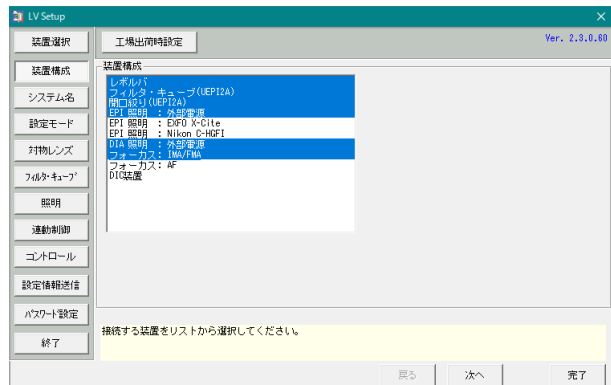 LV Setup
装置選択
工場出荷時設定
Ver. 2.3.0.60
装置構成
装置構成
レボルバ
フィルタ・キューブ(UEPI2A)
開口絞り(UEPI2A)
EPI 照明 : 外部電源
EPI 照明 : EXFO X-Cite
EPI 照明 : Nikon C-HGFI
DIA 照明 : 外部電源
フォーカス: IMA/FMA
フォーカス: AF
DIC装置
システム名
設定モード
対物レンズ
フィルタ・キューブ
照明
連動制御
コントロール
設定情報送信
パスワード設定
終了
接続する装置をリストから選択してください。
戻る
次へ
完了